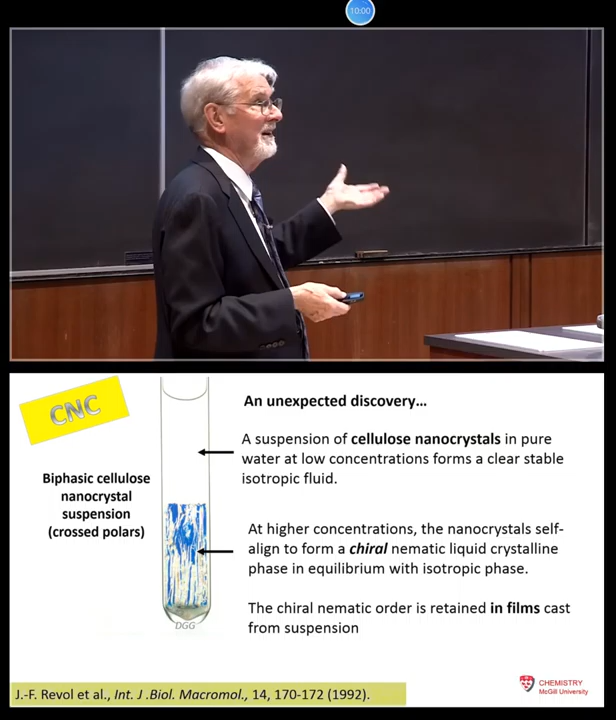 10:00
CNC
An unexpected discovery...
A suspension of cellulose nanocrystals in pure
water at low concentrations forms a clear stable
isotropic fluid.
Biphasic cellulose
nanocrystal
suspension
(crossed polars)
At higher concentrations, the nanocrystals self-
align to form a chiral nematic liquid crystalline
phase in equilibrium with isotropic phase.
The chiral nematic order is retained in films cast
from suspension
DGG
J.-F. Revol et al., Int. J .Biol. Macromol., 14, 170-172 (1992).
CHEMISTRY
McGill University